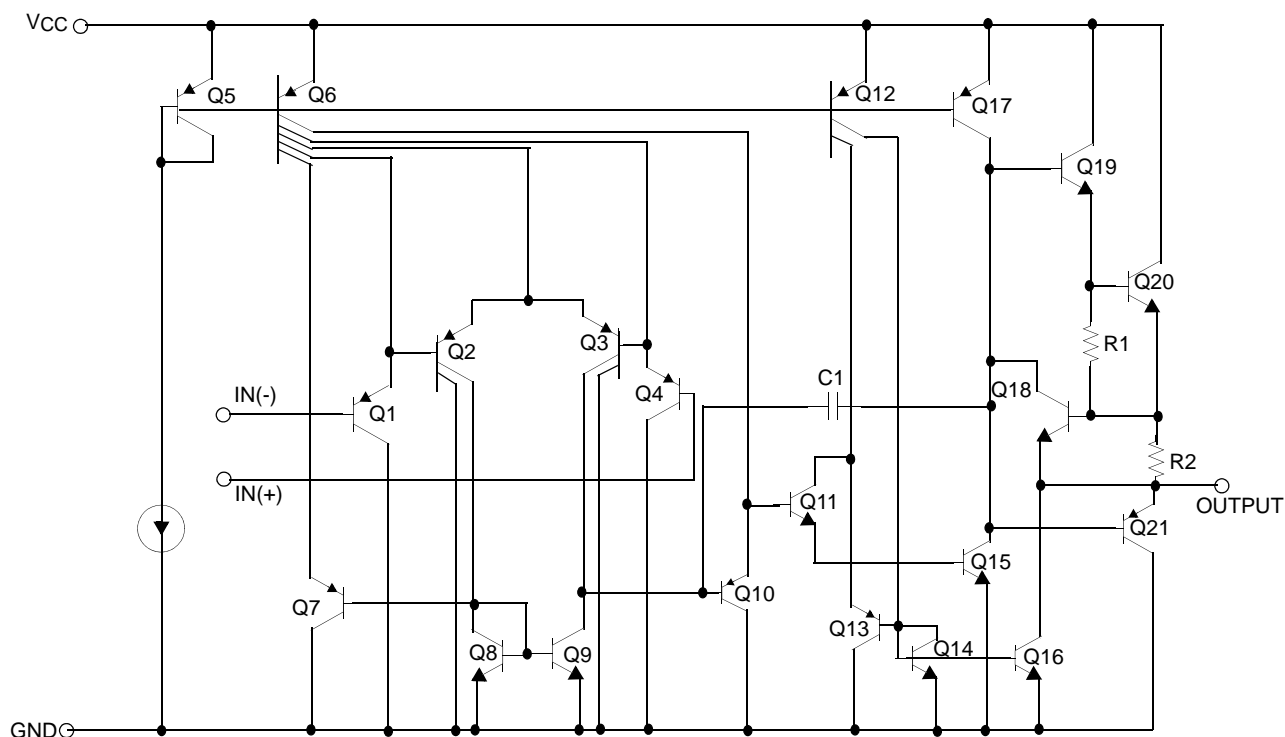 VCC
Q5
Q6
Q12
Q17
Q19
Q20
Q2
Q3
R1
C1
Q18
IN(-)
Q1
Q4
R2
IN(+)
Q11
OUTPUT
Q21
Q15
Q7
Q10
Q13
Q8
Q9
Q14
Q16
GND